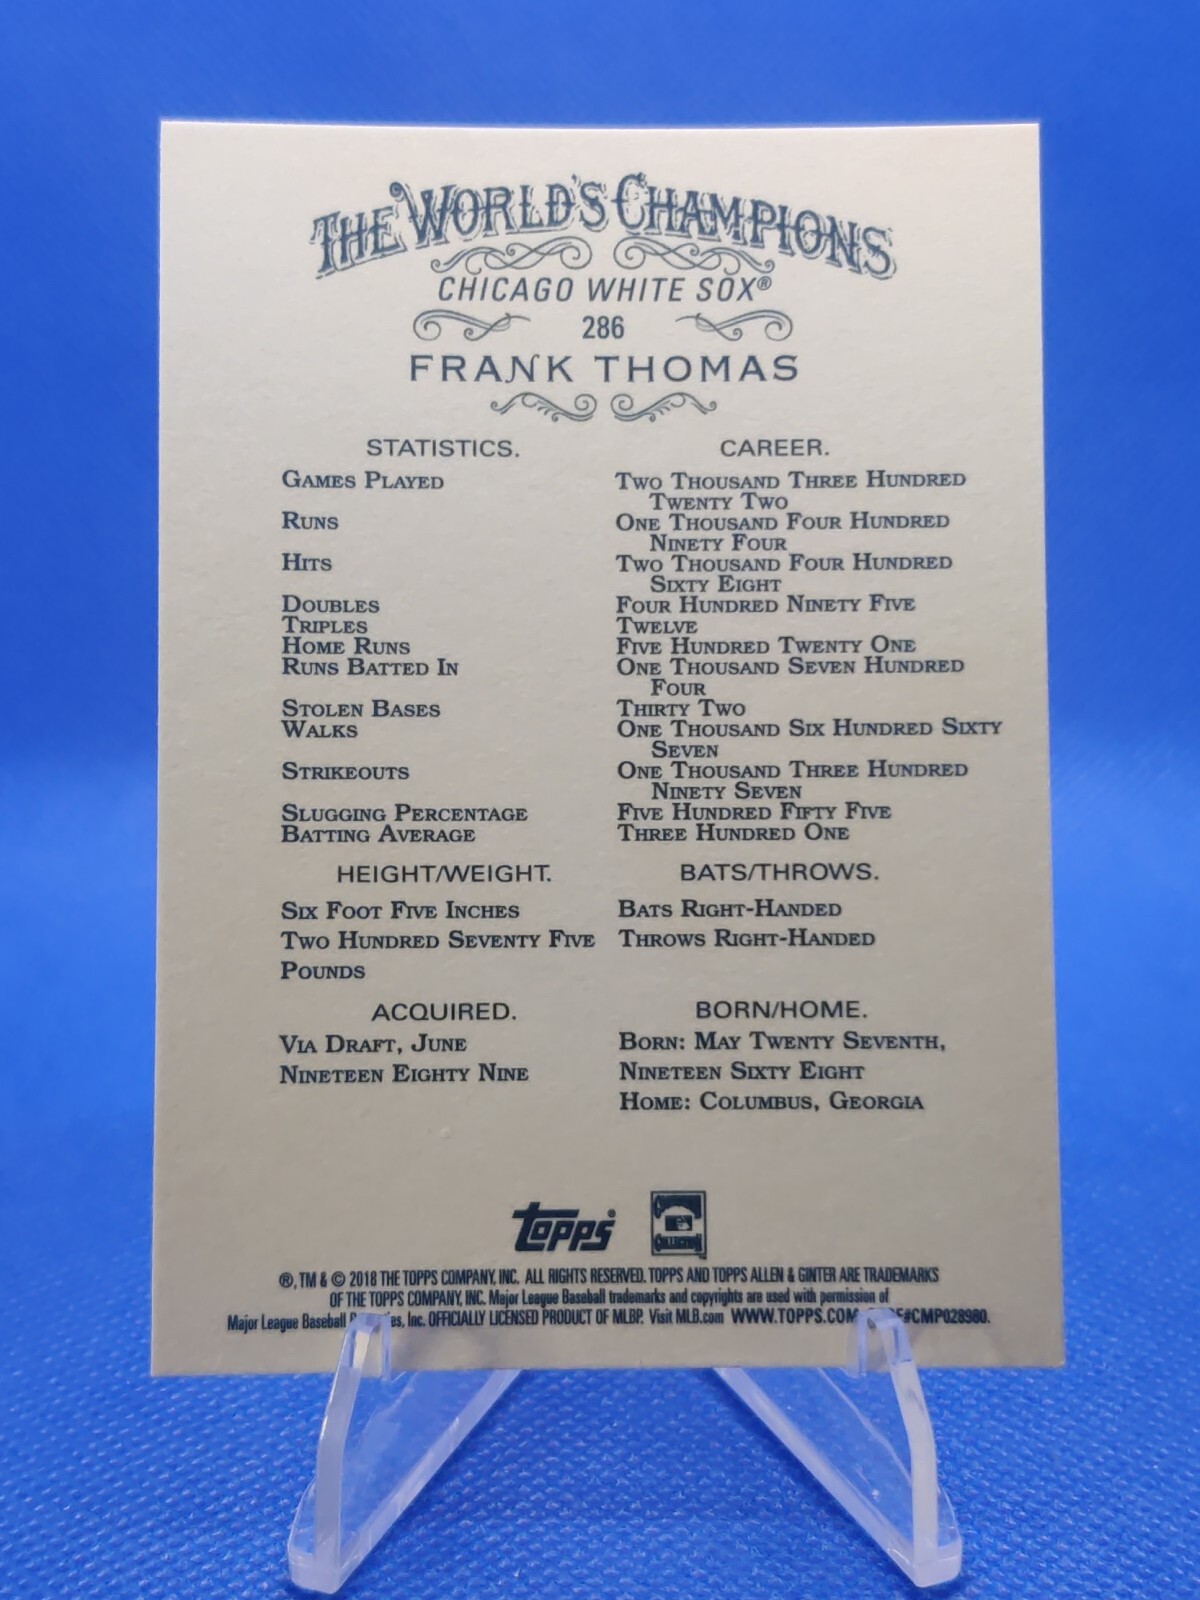 THE WORLD'S CHAMPIONS
CHICAGO WHITE SOX®
286
FRANK THOMAS
STATISTICS. CAREER.
GAMES PLAYED TWO THOUSAND THREE HUNDRED
TWENTY TWO
RUNS ONE THOUSAND FOUR HUNDRED
NINETY FOUR
HITS TWO THOUSAND FOUR HUNDRED
SIXTY EIGHT
DOUBLES FOUR HUNDRED NINETY FIVE
TRIPLES TWELVE
HOME RUNS FIVE HUNDRED TWENTY ONE
RUNS BATTED IN ONE THOUSAND SEVEN HUNDRED
FOUR
STOLEN BASES THIRTY TWO
WALKS ONE THOUSAND SIX HUNDRED SIXTY
SEVEN
STRIKEOUTS ONE THOUSAND THREE HUNDRED
NINETY SEVEN
SLUGGING PERCENTAGE FIVE HUNDRED FIFTY FIVE
BATTING AVERAGE THREE HUNDRED ONE
HEIGHT/WEIGHT. BATS/THROWS.
SIX FOOT FIVE INCHES BATS RIGHT-HANDED
TWO HUNDRED SEVENTY FIVE THROWS RIGHT-HANDED
POUNDS
ACQUIRED. BORN/HOME.
VIA DRAFT, JUNE BORN: MAY TWENTY SEVENTH,
NINETEEN EIGHTY NINE NINETEEN SIXTY EIGHT
HOME: COLUMBUS, GEORGIA
topps®
®, TM & © 2018 THE TOPPS COMPANY, INC. ALL RIGHTS RESERVED. TOPPS AND TOPPS ALLEN & GINTER ARE TRADEMARKS
OF THE TOPPS COMPANY, INC. Major League Baseball trademarks and copyrights are used with permission of
Major League Baseball Inc. OFFICIALLY LICENSED PRODUCT OF MLBP. Visit MLB.com WWW.TOPPS.COM #CMP028980.